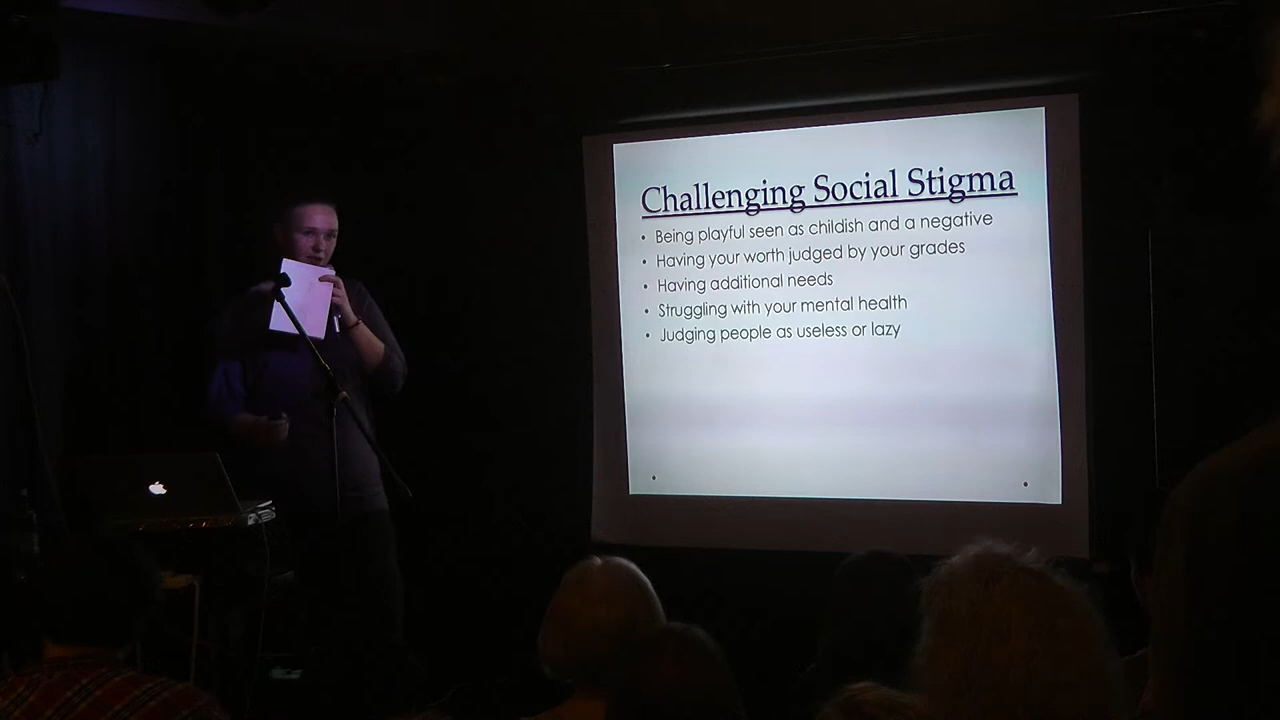 Challenging Social Stigma
• Being playful seen as childish and a negative
• Having your worth judged by your grades
• Having additional needs
• Struggling with your mental health
• Judging people as useless or lazy